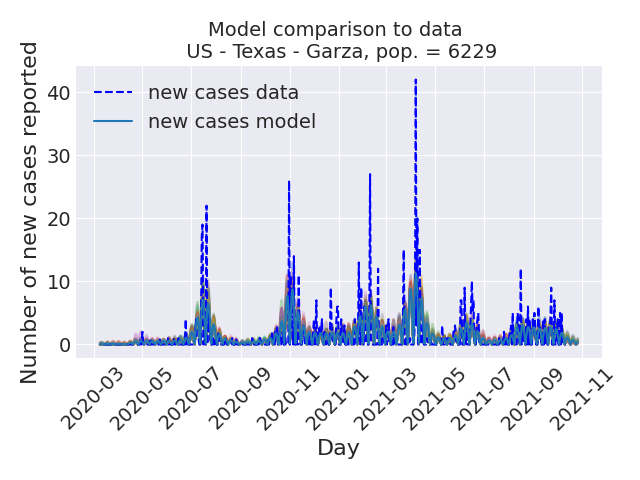 Model comparison to data
US - Texas - Garza, pop. = 6229
Number of new cases reported
40
30
20
10
0
new cases data
new cases model
2020-03
2020-05
2020-07
2020-09
2020-11
2021-01
2021-03
2021-05
2021-07
2021-09
2021-11
Day